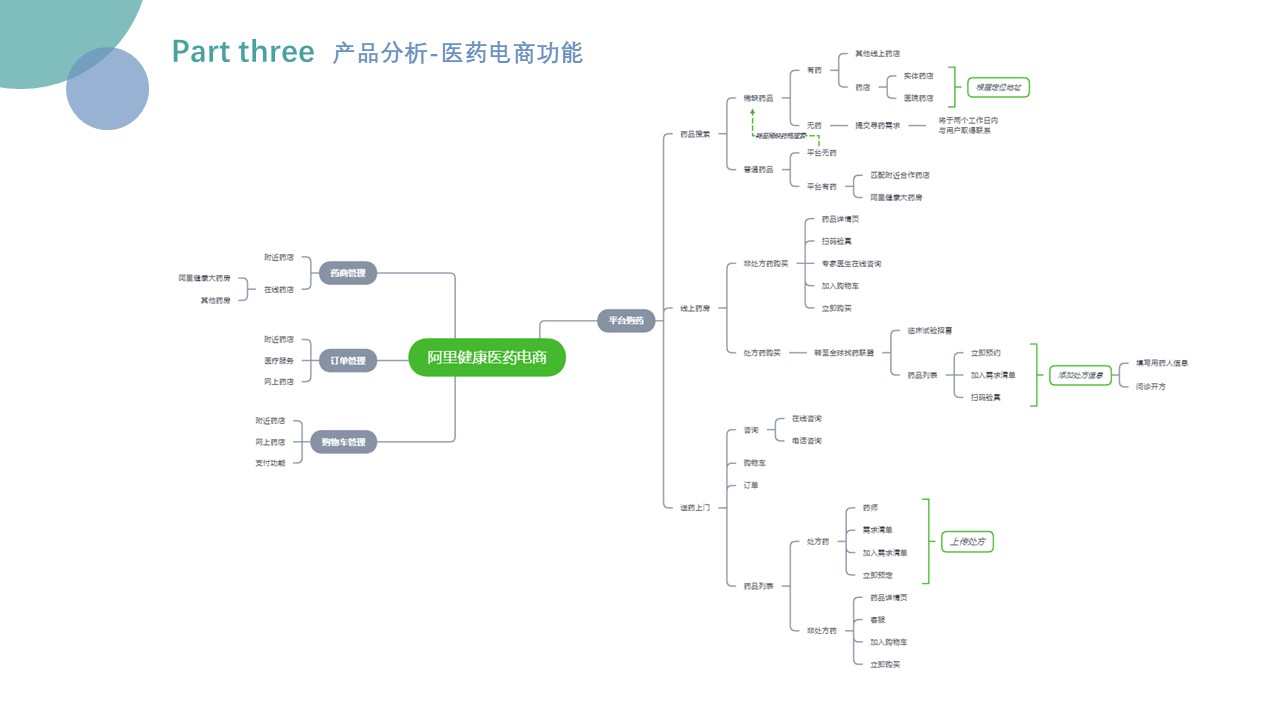 Part three 产品分析-医药电商功能
阿里健康医药电商
药商管理
附近药店
在线药店
阿里健康大药房
其他药房
订单管理
附近药店
医疗服务
网上药店
购物车管理
附近药店
网上药店
支付功能
平台购药
药品搜索
稀缺药品
有药
其他线上药店
药店
实体药店
医院药店
根据定位地址
无药
提交寻药需求
将于两个工作日内
与用户取得联系
普通药品
平台无药
平台有药
匹配附近合作药店
阿里健康大药房
线上药房
非处方药购买
药品详情页
扫码验真
专家医生在线咨询
加入购物车
立即购买
处方药购买
转至全球找药联盟
临床试验招募
药品列表
立即预约
加入需求清单
扫码验真
添加处方信息
填写用药人信息
问诊开方
送药上门
咨询
在线咨询
电话咨询
购物车
订单
药品列表
处方药
药师
需求清单
加入需求清单
立即预定
上传处方
非处方药
药品详情页
客服
加入购物车
立即购买